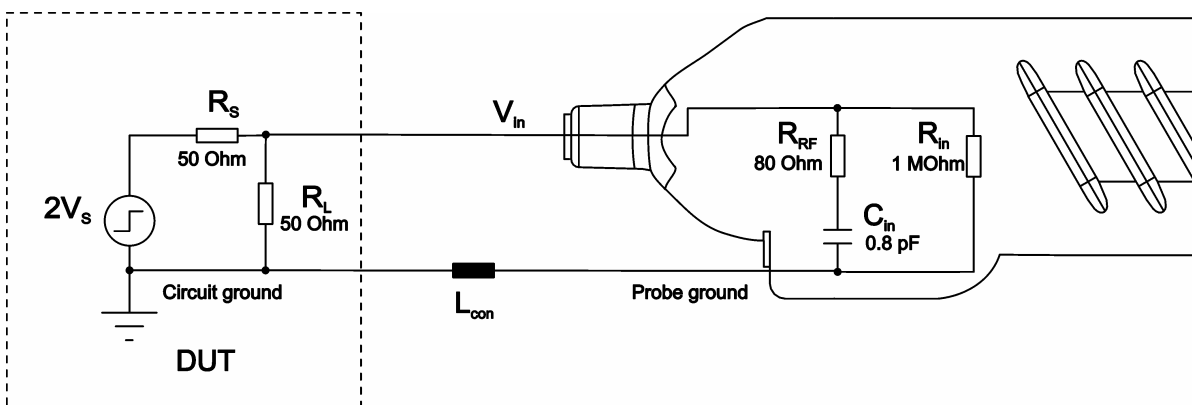 R_S
50 Ohm
2V_S
R_L
50 Ohm
Circuit ground
DUT
L_con
V_in
Probe ground
R_RF
80 Ohm
C_in
0.8 pF
R_in
1 MOhm